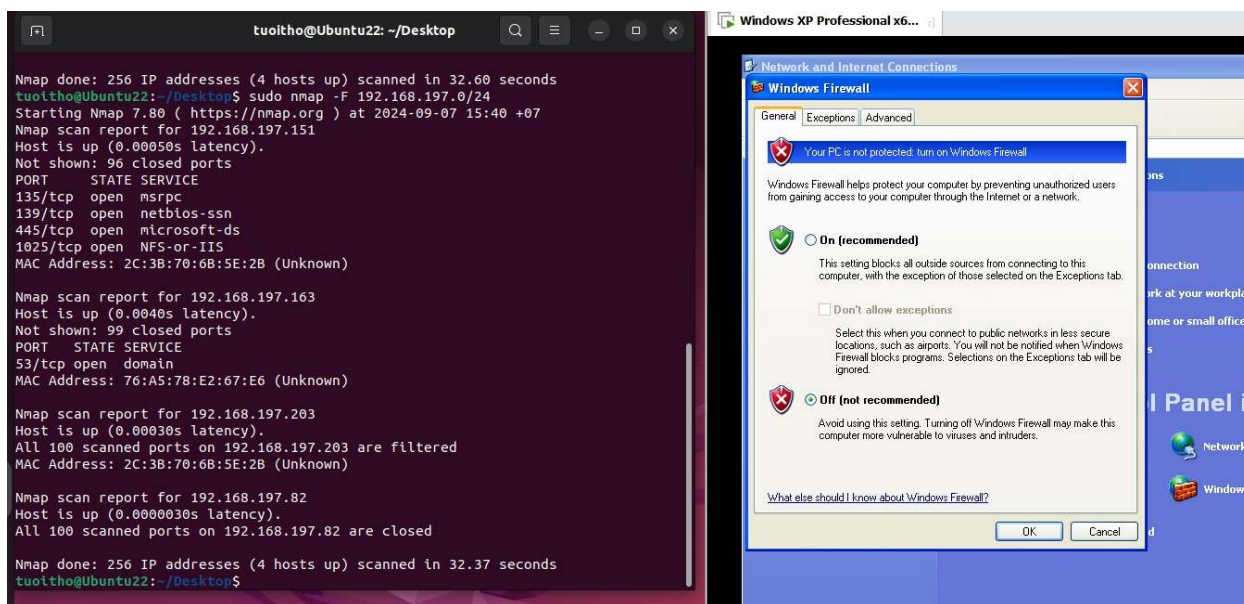 tuoitho@Ubuntu22: ~/Desktop
Nmap done: 256 IP addresses (4 hosts up) scanned in 32.60 seconds
tuoitho@Ubuntu22:~/Desktop$ sudo nmap -F 192.168.197.0/24
Starting Nmap 7.80 ( https://nmap.org ) at 2024-09-07 15:40 +07
Nmap scan report for 192.168.197.151
Host is up (0.00050s latency).
Not shown: 96 closed ports
PORT     STATE SERVICE
135/tcp  open  msrpc
139/tcp  open  netbios-ssn
445/tcp  open  microsoft-ds
1025/tcp open  NFS-or-IIS
MAC Address: 2C:3B:70:6B:5E:2B (Unknown)
Nmap scan report for 192.168.197.163
Host is up (0.0040s latency).
Not shown: 99 closed ports
PORT   STATE SERVICE
53/tcp open  domain
MAC Address: 76:A5:78:E2:67:E6 (Unknown)
Nmap scan report for 192.168.197.203
Host is up (0.00030s latency).
All 100 scanned ports on 192.168.197.203 are filtered
MAC Address: 2C:3B:70:6B:5E:2B (Unknown)
Nmap scan report for 192.168.197.82
Host is up (0.0000030s latency).
All 100 scanned ports on 192.168.197.82 are closed
Nmap done: 256 IP addresses (4 hosts up) scanned in 32.37 seconds
tuoitho@Ubuntu22:~/Desktop$
Windows XP Professional x6...
Network and Internet Connections
Windows Firewall
General Exceptions Advanced
Your PC is not protected: turn on Windows Firewall
Windows Firewall helps protect your computer by preventing unauthorized users
from gaining access to your computer through the Internet or a network.
On (recommended)
This setting blocks all outside sources from connecting to this
computer, with the exception of those selected on the Exceptions tab.
Don't allow exceptions
Select this when you connect to public networks in less secure
locations, such as airports. You will not be notified when Windows
Firewall blocks programs. Selections on the Exceptions tab will be
ignored.
Off (not recommended)
Avoid using this setting. Turning off Windows Firewall may make this
computer more vulnerable to viruses and intruders.
What else should I know about Windows Firewall?
OK Cancel
ons
onnection
ork at your workpla
ome or small office
s
l Panel i
Network
Window
d